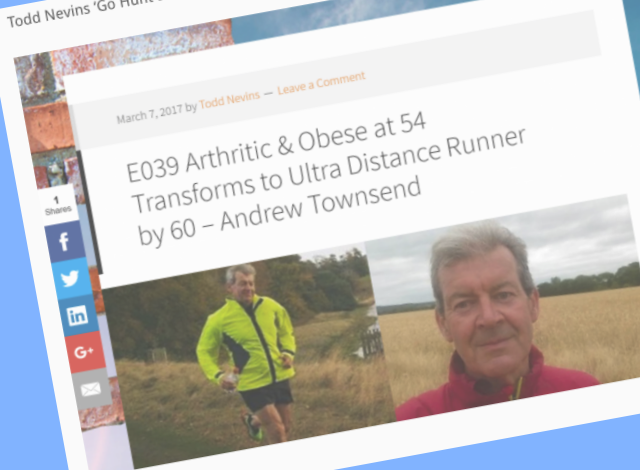 Todd Nevins 'Go Hunt
March 7, 2017 by Todd Nevins — Leave a Comment
E039 Arthritic & Obese at 54
Transforms to Ultra Distance Runner
by 60 – Andrew Townsend
1
Shares
f
in
G+